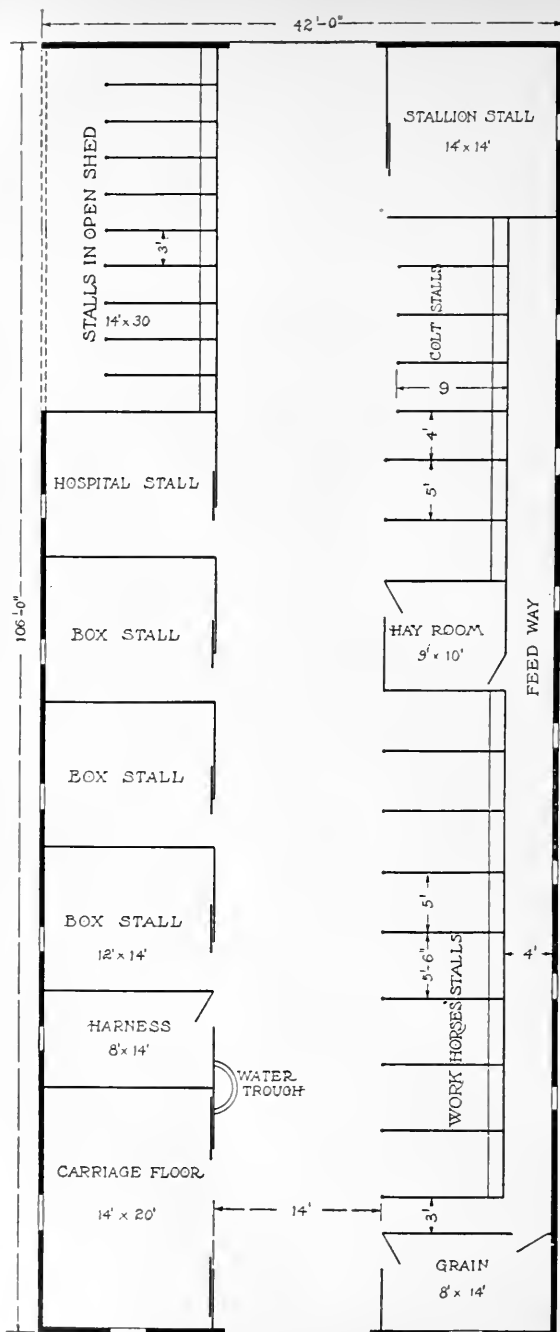 42'-0"
STALLION STALL
14' x 14'
STALLS IN OPEN SHED
3'
14' x 30
COLT STALLS
9
4'
5'
HOSPITAL STALL
106'-0"
BOX STALL
HAY ROOM
9' x 10'
FEED WAY
BOX STALL
BOX STALL
12' x 14'
5'
5'-6"
WORK HORSES' STALLS
4'
HARNESS
8' x 14'
WATER
TROUGH
CARRIAGE FLOOR
14' x 20'
14'
3'
GRAIN
8' x 14'